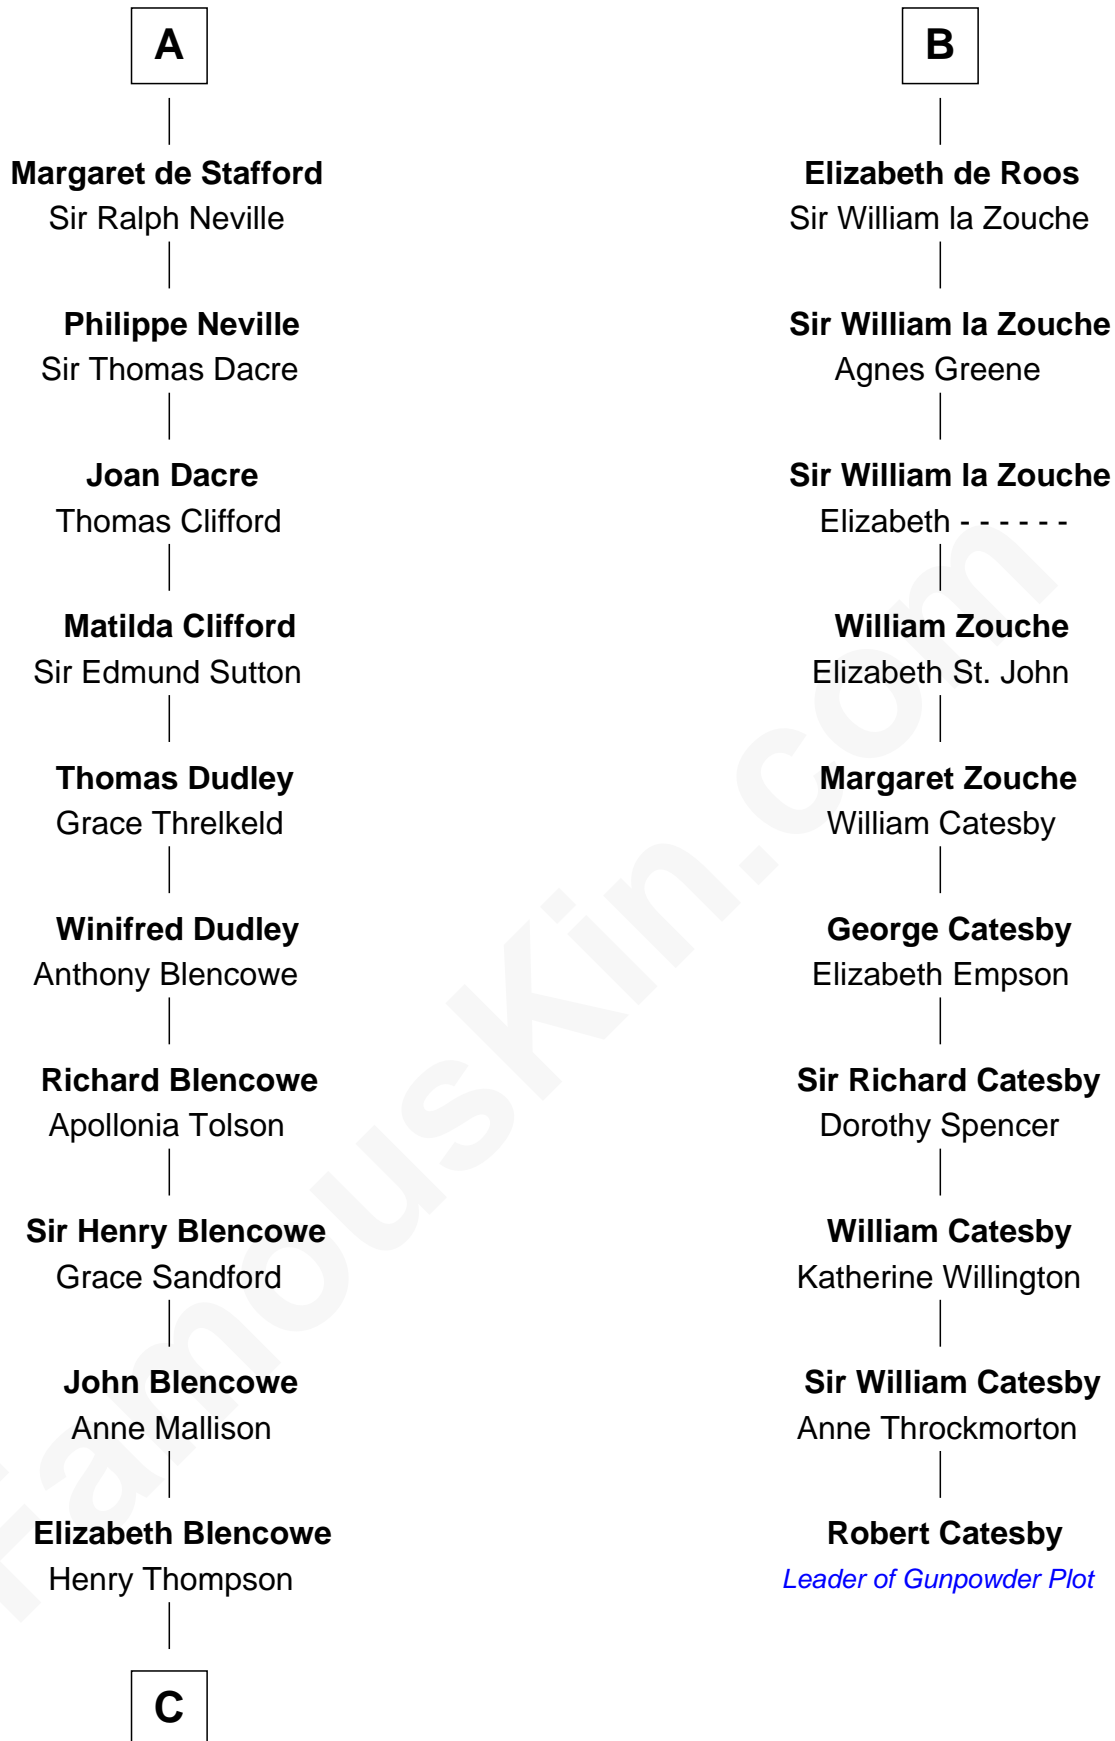 A
Margaret de Stafford
Sir Ralph Neville
Philippe Neville
Sir Thomas Dacre
Joan Dacre
Thomas Clifford
Matilda Clifford
Sir Edmund Sutton
Thomas Dudley
Grace Threlkeld
Winifred Dudley
Anthony Blencowe
Richard Blencowe
Apollonia Tolson
Sir Henry Blencowe
Grace Sandford
John Blencowe
Anne Mallison
Elizabeth Blencowe
Henry Thompson
C
B
Elizabeth de Roos
Sir William la Zouche
Sir William la Zouche
Agnes Greene
Sir William la Zouche
Elizabeth - - - - - -
William Zouche
Elizabeth St. John
Margaret Zouche
William Catesby
George Catesby
Elizabeth Empson
Sir Richard Catesby
Dorothy Spencer
William Catesby
Katherine Willington
Sir William Catesby
Anne Throckmorton
Robert Catesby
Leader of Gunpowder Plot
FamousKin.com